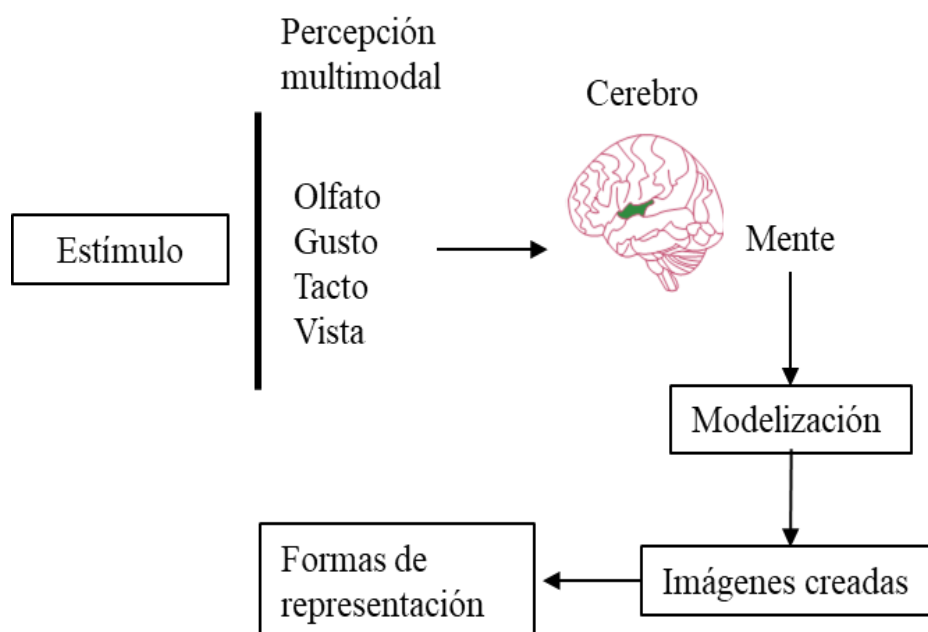 Percepción
multimodal
Cerebro
Estímulo
Olfato
Gusto
Tacto
Vista
Mente
Modelización
Imágenes creadas
Formas de
representación